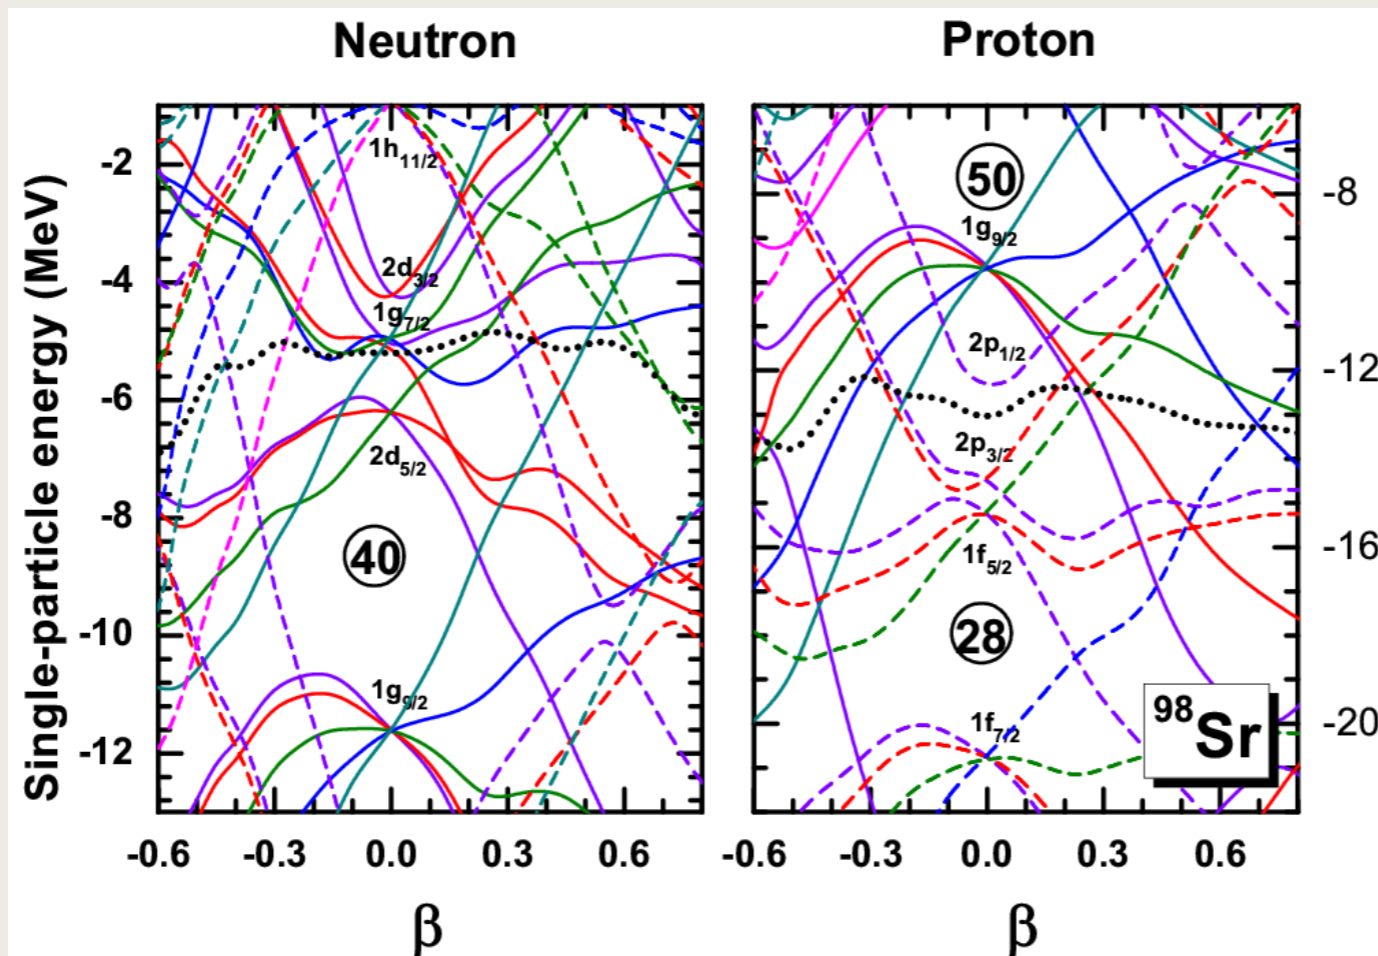 Neutron
Proton
Single-particle energy (MeV)
-2
-4
-6
-8
-10
-12
1h11/2
2d3/2
1g7/2
2d5/2
40
1g9/2
-0.6
-0.3
0.0
0.3
0.6
β
50
1g9/2
2p1/2
2p3/2
1f5/2
28
1f7/2
98Sr
-8
-12
-16
-20
-0.6
-0.3
0.0
0.3
0.6
β